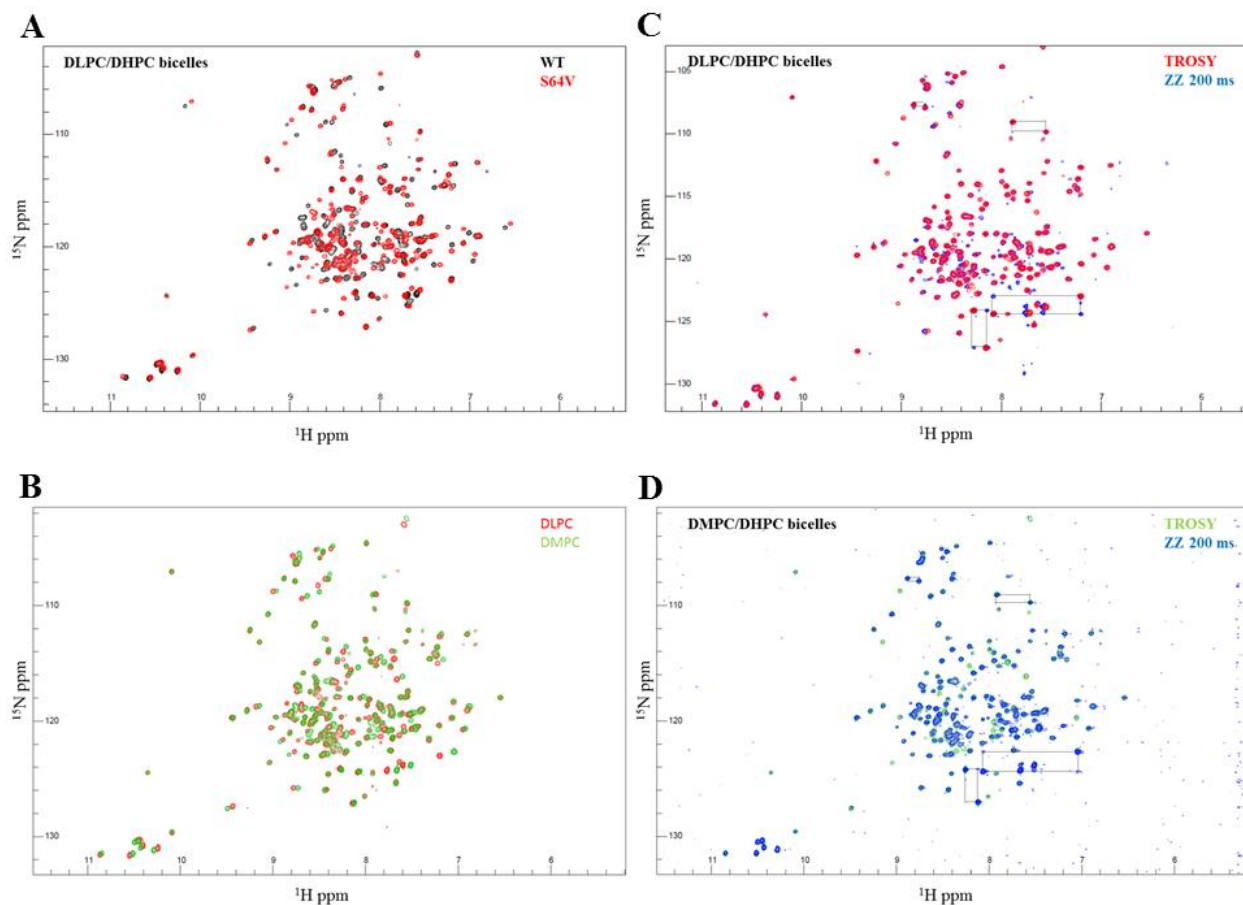 A
DLPC/DHPC bicelles
WT
S64V
110
120
130
11 10 9 8 7 6
¹⁵N ppm
¹H ppm
C
DLPC/DHPC bicelles
TROSY
ZZ 200 ms
105
110
115
120
125
130
11 10 9 8 7 6
¹⁵N ppm
¹H ppm
B
DLPC
DMPC
110
120
130
11 10 9 8 7 6
¹⁵N ppm
¹H ppm
D
DMPC/DHPC bicelles
TROSY
ZZ 200 ms
110
120
130
11 10 9 8 7 6
¹⁵N ppm
¹H ppm